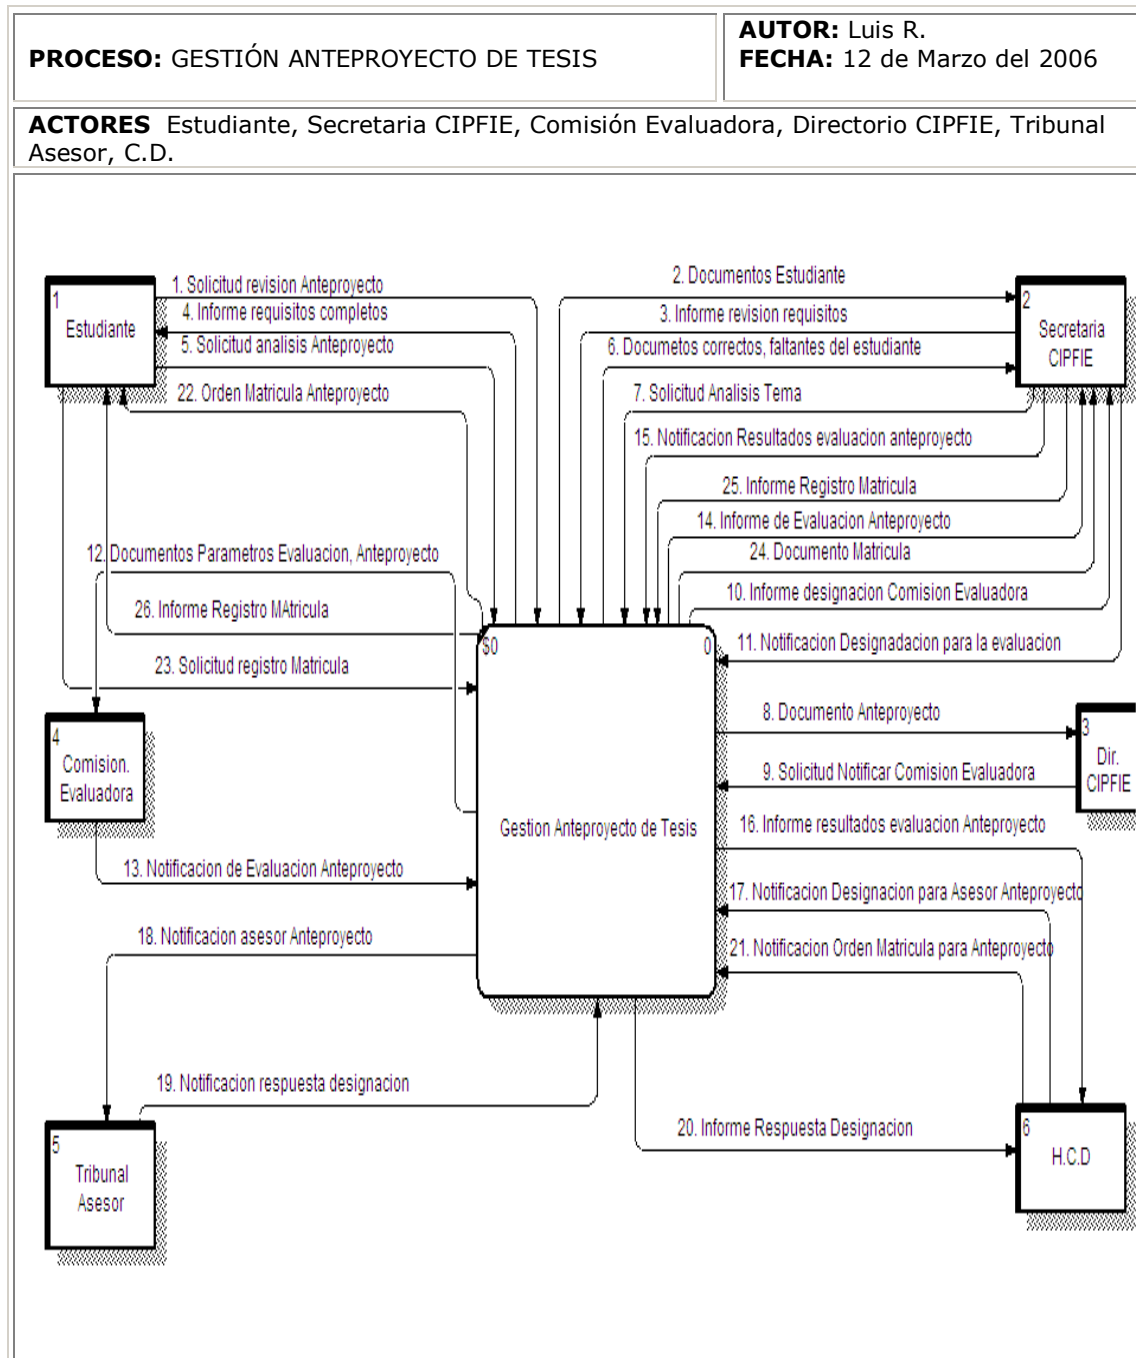 PROCESO: GESTIÓN ANTEPROYECTO DE TESIS
AUTOR: Luis R.
FECHA: 12 de Marzo del 2006
ACTORES Estudiante, Secretaria CIPFIE, Comisión Evaluadora, Directorio CIPFIE, Tribunal
Asesor, C.D.
1
Estudiante
1. Solicitud revision Anteproyecto
4. Informe requisitos completos
5. Solicitud analisis Anteproyecto
22. Orden Matricula Anteproyecto
2. Documentos Estudiante
3. Informe revision requisitos
6. Documetos correctos, faltantes del estudiante
7. Solicitud Analisis Tema
15. Notificacion Resultados evaluacion anteproyecto
25. Informe Registro Matricula
14. Informe de Evaluacion Anteproyecto
24. Documento Matricula
10. Informe designacion Comision Evaluadora
11. Notificacion Designadacion para la evaluacion
2
Secretaria
CIPFIE
12. Documentos Parametros Evaluacion, Anteproyecto
26. Informe Registro MAtricula
23. Solicitud registro Matricula
$0
0
Gestion Anteproyecto de Tesis
8. Documento Anteproyecto
9. Solicitud Notificar Comision Evaluadora
3
Dir.
CIPFIE
4
Comision.
Evaluadora
13. Notificacion de Evaluacion Anteproyecto
16. Informe resultados evaluacion Anteproyecto
17. Notificacion Designacion para Asesor Anteproyecto
21. Notificacion Orden Matricula para Anteproyecto
18. Notificacion asesor Anteproyecto
19. Notificacion respuesta designacion
20. Informe Respuesta Designacion
5
Tribunal
Asesor
6
H.C.D